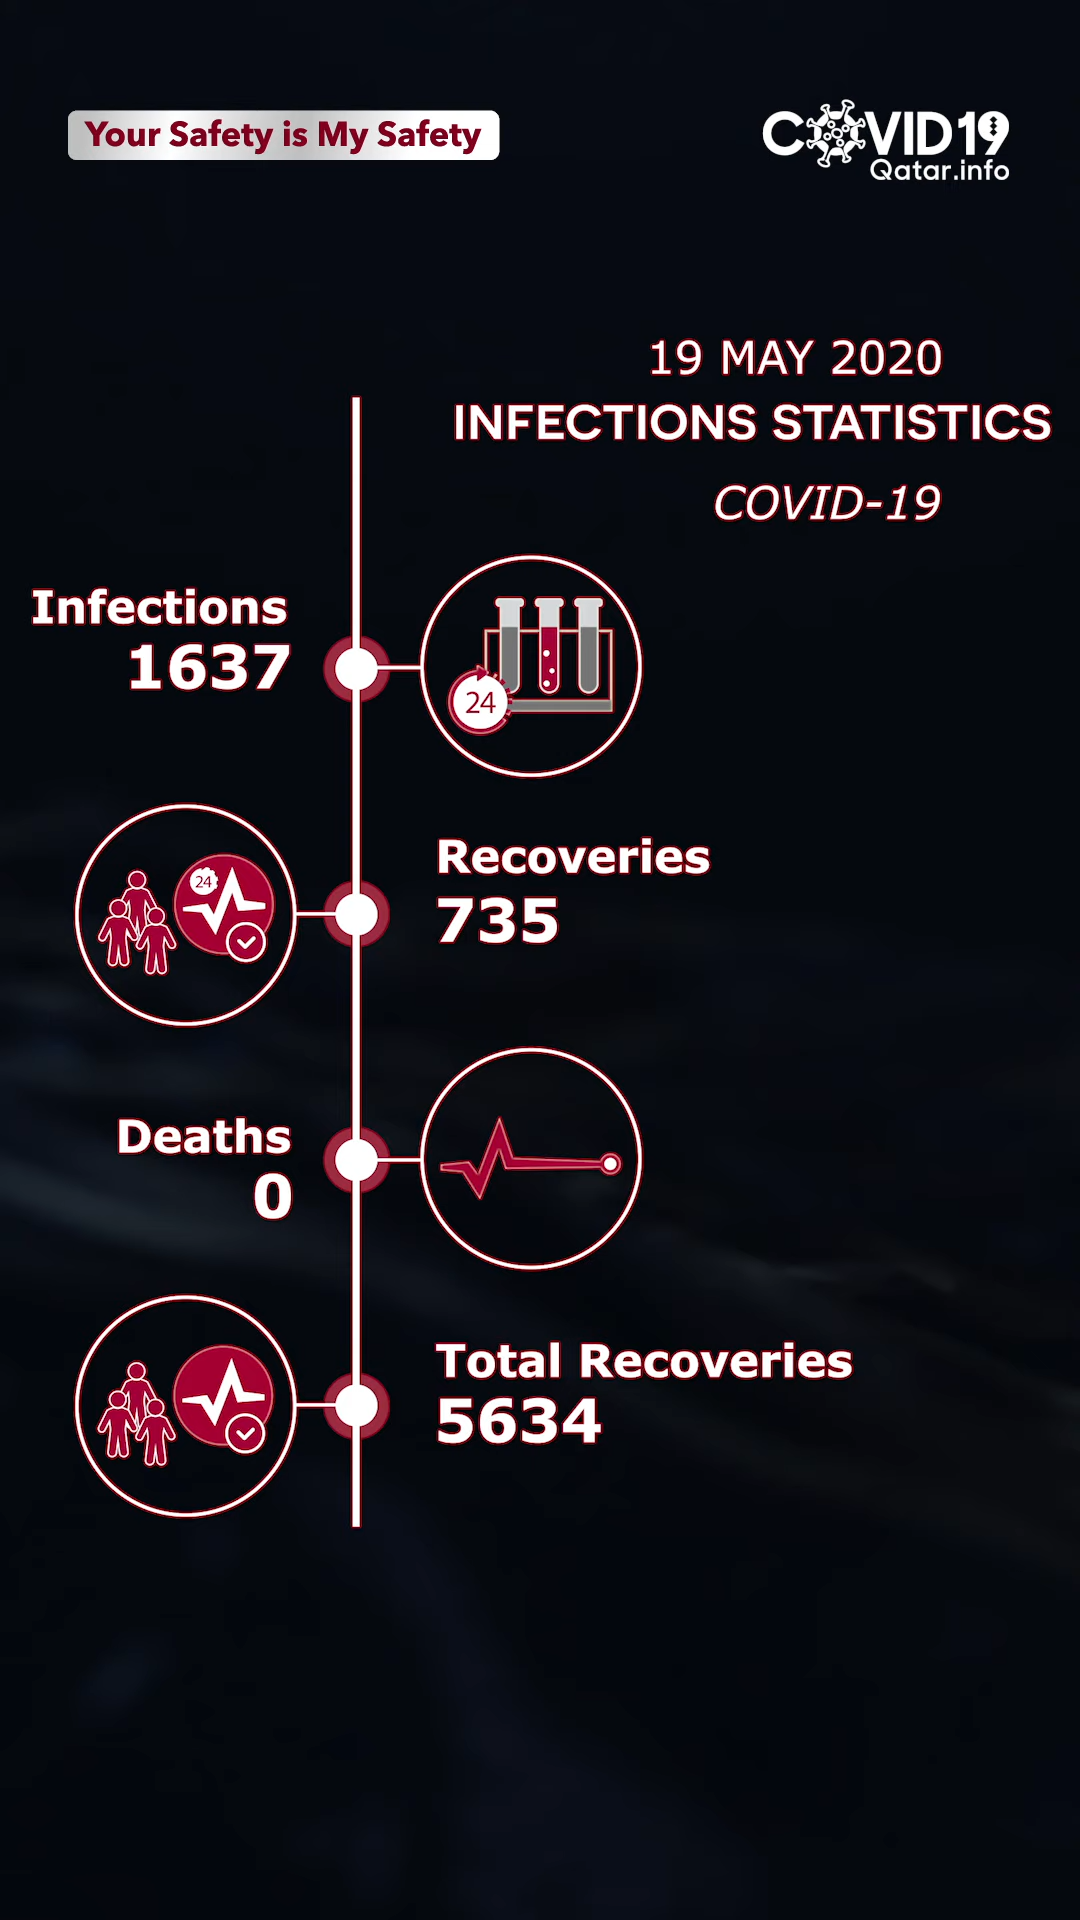 Your Safety is My Safety
COVID19
Qatar.info
19 MAY 2020
INFECTIONS STATISTICS
COVID-19
Infections
1637
24
24
Recoveries
735
Deaths
0
Total Recoveries
5634